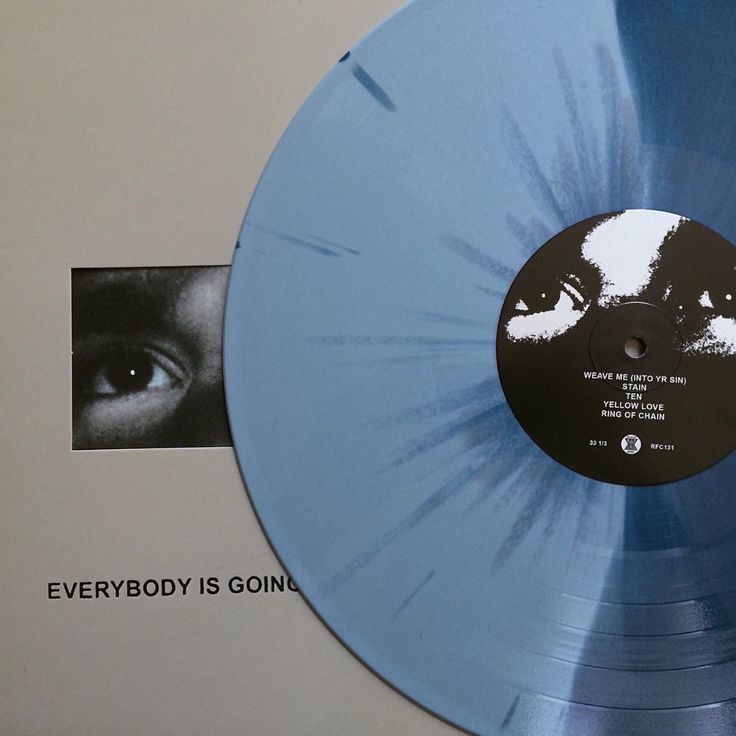 EVERYBODY IS GOING
WEAVE ME (INTO YR SIN)
STAIN
TEN
YELLOW LOVE
RING OF CHAIN
33 1/3 RFC131